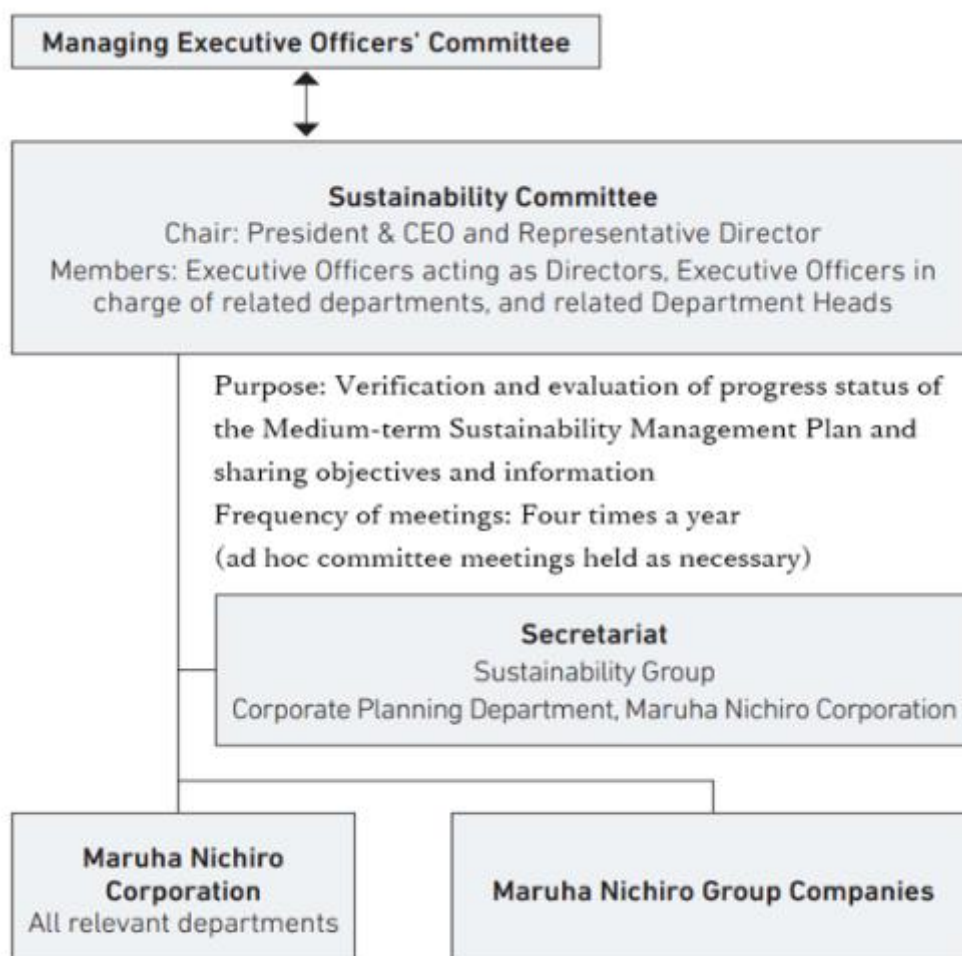 Managing Executive Officers' Committee
Sustainability Committee
Chair: President & CEO and Representative Director
Members: Executive Officers acting as Directors, Executive Officers in
charge of related departments, and related Department Heads
Purpose: Verification and evaluation of progress status of
the Medium-term Sustainability Management Plan and
sharing objectives and information
Frequency of meetings: Four times a year
(ad hoc committee meetings held as necessary)
Secretariat
Sustainability Group
Corporate Planning Department, Maruha Nichiro Corporation
Maruha Nichiro
Corporation
All relevant departments
Maruha Nichiro Group Companies